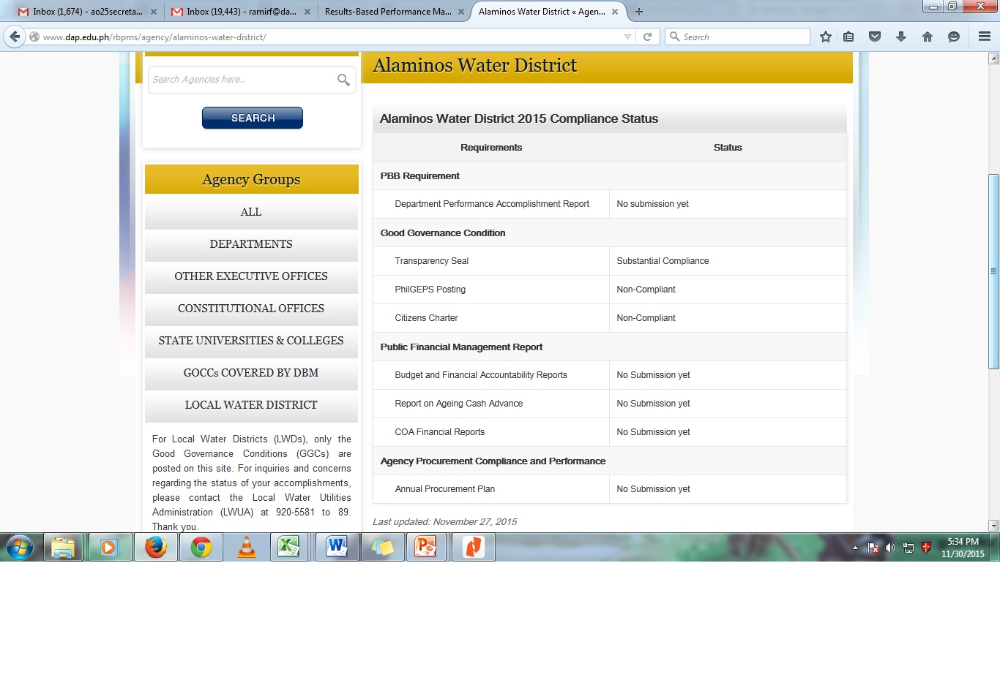 Inbox (1,674) - ao25secreta...
Inbox (19,443) - ramirf@da...
Results-Based Performance Ma...
Alaminos Water District « Agen...
www.dap.edu.ph/rbpms/agency/alaminos-water-district/
Search
Search Agencies here..
SEARCH
Agency Groups
ALL
DEPARTMENTS
OTHER EXECUTIVE OFFICES
CONSTITUTIONAL OFFICES
STATE UNIVERSITIES & COLLEGES
GOCCs COVERED BY DBM
LOCAL WATER DISTRICT
For Local Water Districts (LWDs), only the
Good Governance Conditions (GGCs) are
posted on this site. For inquiries and concerns
regarding the status of your accomplishments,
please contact the Local Water Utilities
Administration (LWUA) at 920-5581 to 89.
Thank you.
Alaminos Water District
Alaminos Water District 2015 Compliance Status
Requirements Status
PBB Requirement
Department Performance Accomplishment Report No submission yet
Good Governance Condition
Transparency Seal Substantial Compliance
PhilGEPS Posting Non-Compliant
Citizens Charter Non-Compliant
Public Financial Management Report
Budget and Financial Accountability Reports No Submission yet
Report on Ageing Cash Advance No Submission yet
COA Financial Reports No Submission yet
Agency Procurement Compliance and Performance
Annual Procurement Plan No Submission yet
Last updated: November 27, 2015
5:34 PM
11/30/2015